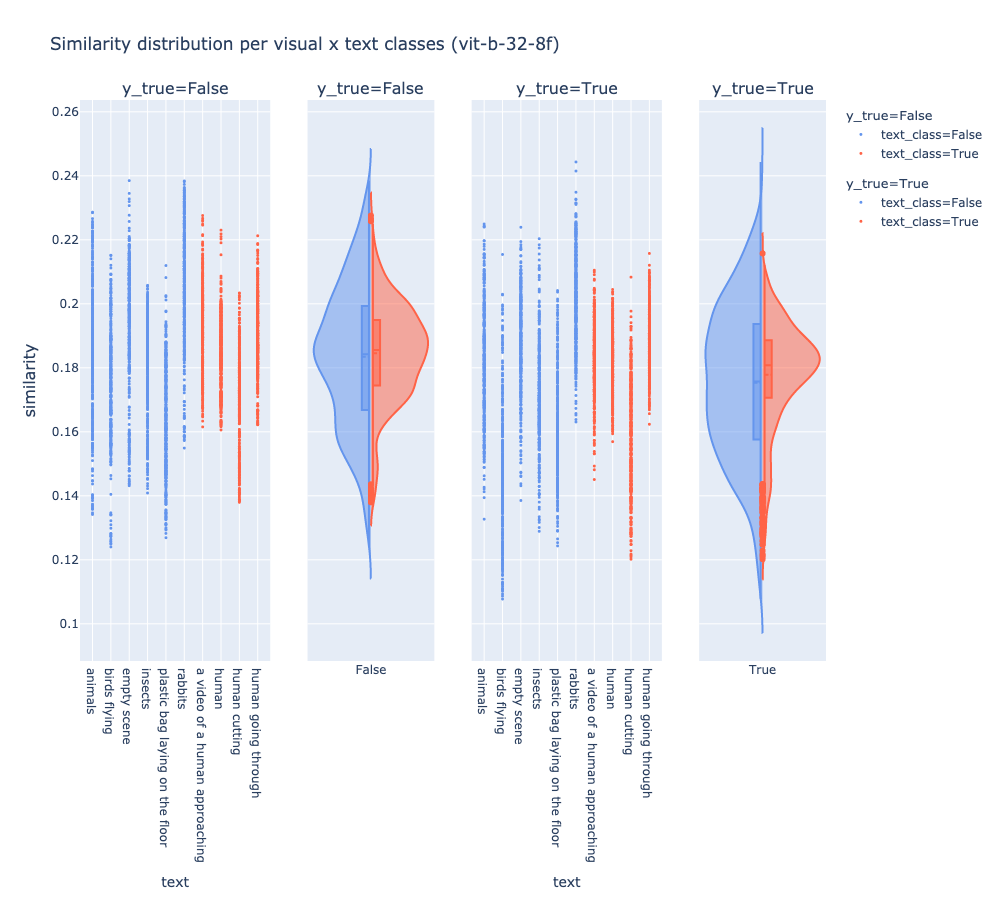 Similarity distribution per visual x text classes (vit-b-32-8f)
y_true=False
y_true=False
y_true=True
y_true=True
0.26
0.24
0.22
0.2
0.18
0.16
0.14
0.12
0.1
similarity
animals
birds flying
empty scene
insects
plastic bag laying on the floor
rabbits
a video of a human approaching
human
human cutting
human going through
text
False
animals
birds flying
empty scene
insects
plastic bag laying on the floor
rabbits
a video of a human approaching
human
human cutting
human going through
text
True
y_true=False
text_class=False
text_class=True
y_true=True
text_class=False
text_class=True